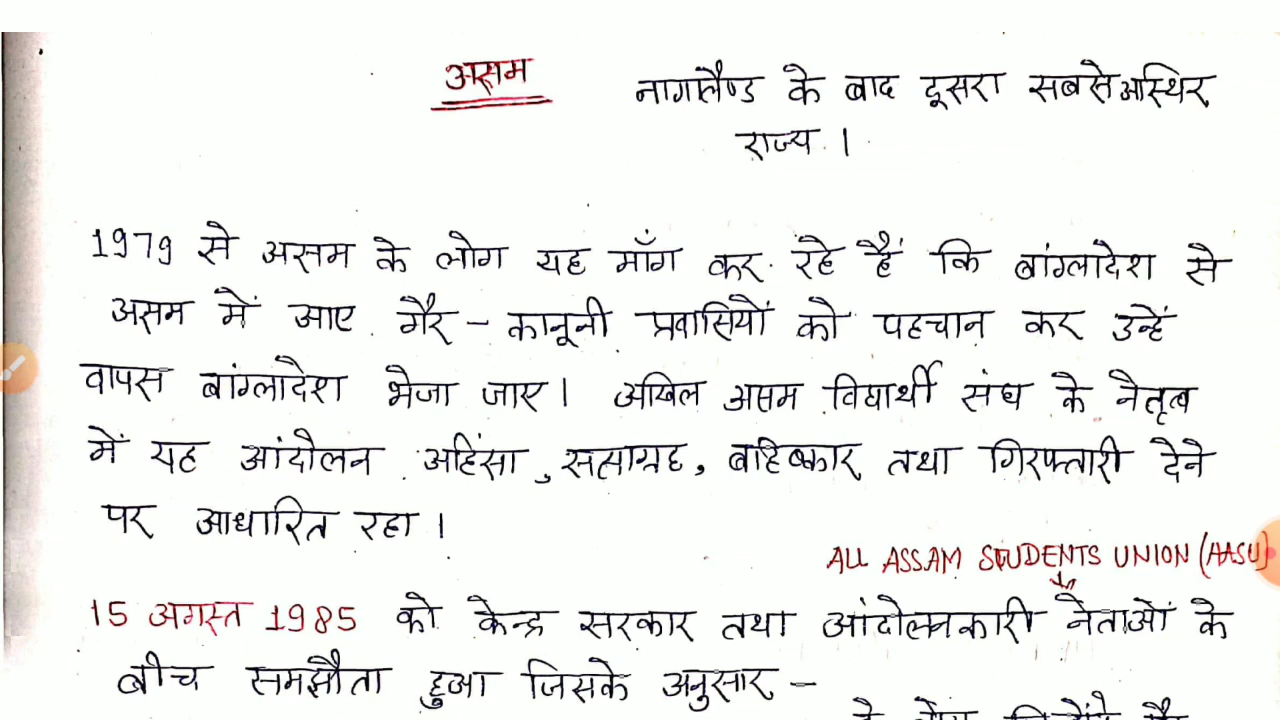 असम
नागालैण्ड के बाद दूसरा सबसे अस्थिर
राज्य ।
1979 से असम के लोग यह माँग कर रहे हैं कि बांग्लादेश से
असम में आए गैर - कानूनी प्रवासियों को पहचान कर उन्हें
वापस बांग्लादेश भेजा जाए । अखिल असम विद्यार्थी संघ के नेतृत्व
में यह आंदोलन अहिंसा , सत्याग्रह , बहिष्कार तथा गिरफ्तारी देने
पर आधारित रहा ।
ALL ASSAM STUDENTS UNION (AASU)
15 अगस्त 1985 को केन्द्र सरकार तथा आंदोलनकारी नेताओं के
बीच समझौता हुआ जिसके अनुसार -